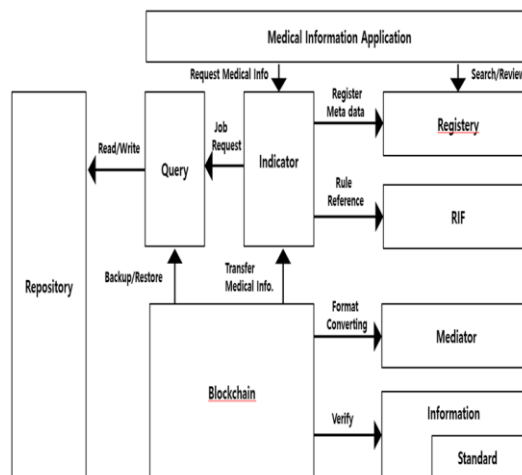 Medical Information Application
Request Medical Info
Search/Review
Register
Meta data
Registery
Job
Request
Indicator
Read/Write
Query
Rule
Reference
RIF
Repository
Backup/Restore
Transfer
Medical Info.
Format
Converting
Mediator
Blockchain
Verify
Information
Standard